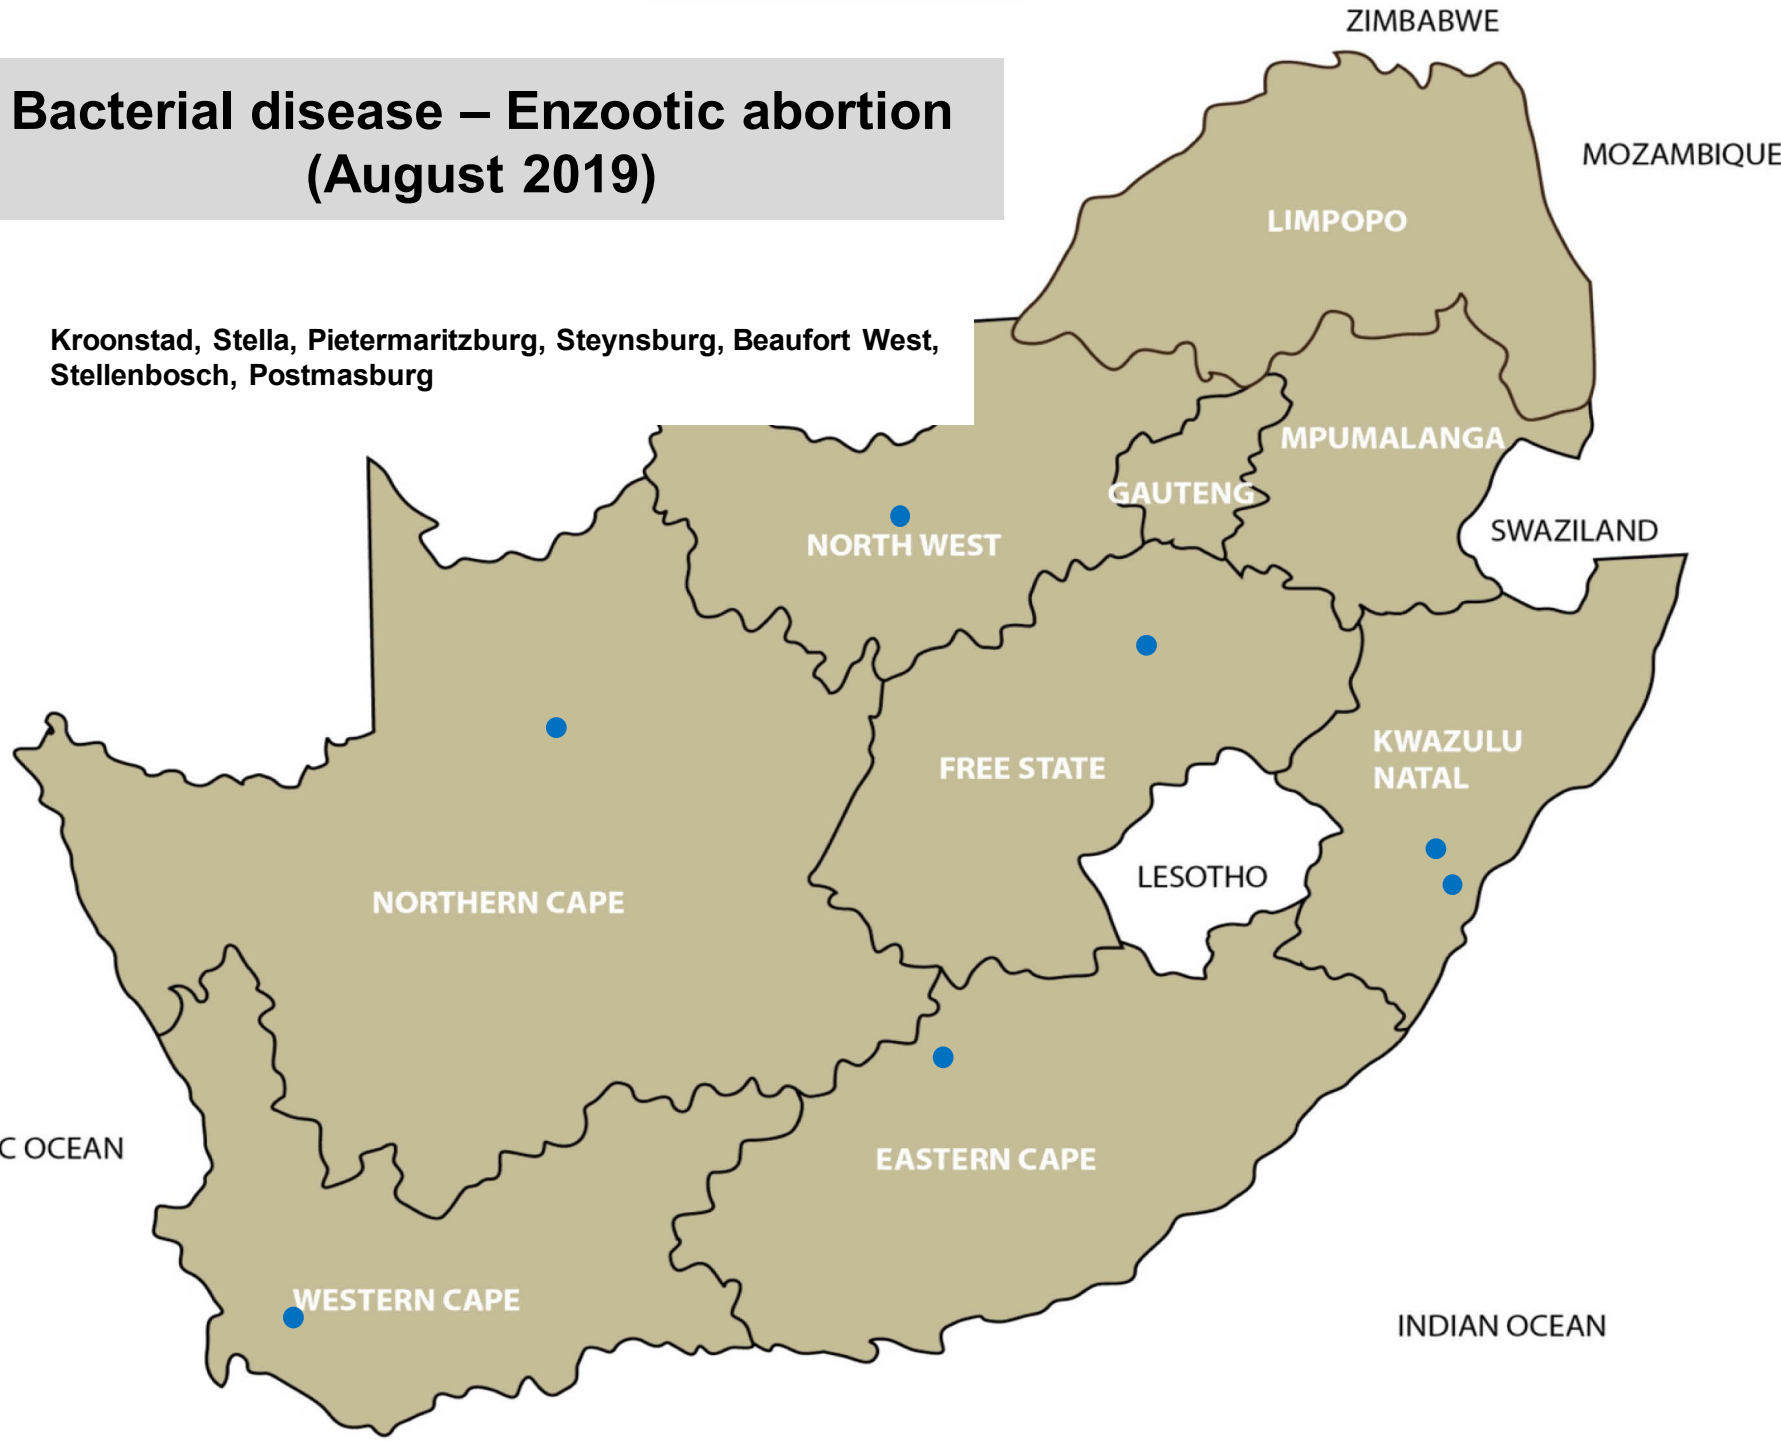 ZIMBABWE
Bacterial disease – Enzootic abortion
(August 2019)
MOZAMBIQUE
LIMPOPO
Kroonstad, Stella, Pietermaritzburg, Steynsburg, Beaufort West,
Stellenbosch, Postmasburg
MPUMALANGA
GAUTENG
SWAZILAND
NORTH WEST
KWAZULU
NATAL
FREE STATE
LESOTHO
NORTHERN CAPE
C OCEAN
EASTERN CAPE
WESTERN CAPE
INDIAN OCEAN